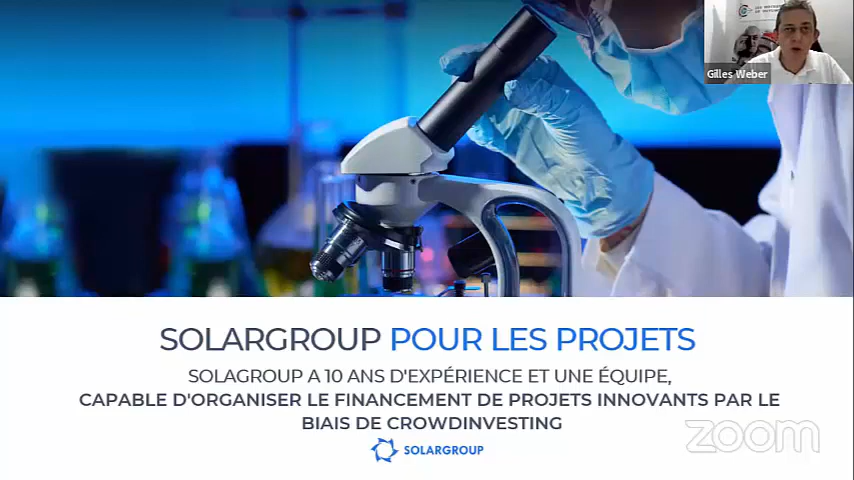 Gilles Weber
SOLARGROUP POUR LES PROJETS
SOLAGROUP A 10 ANS D'EXPÉRIENCE ET UNE ÉQUIPE,
CAPABLE D'ORGANISER LE FINANCEMENT DE PROJETS INNOVANTS PAR LE
BIAIS DE CROWDINVESTING
SOLARGROUP
zoom